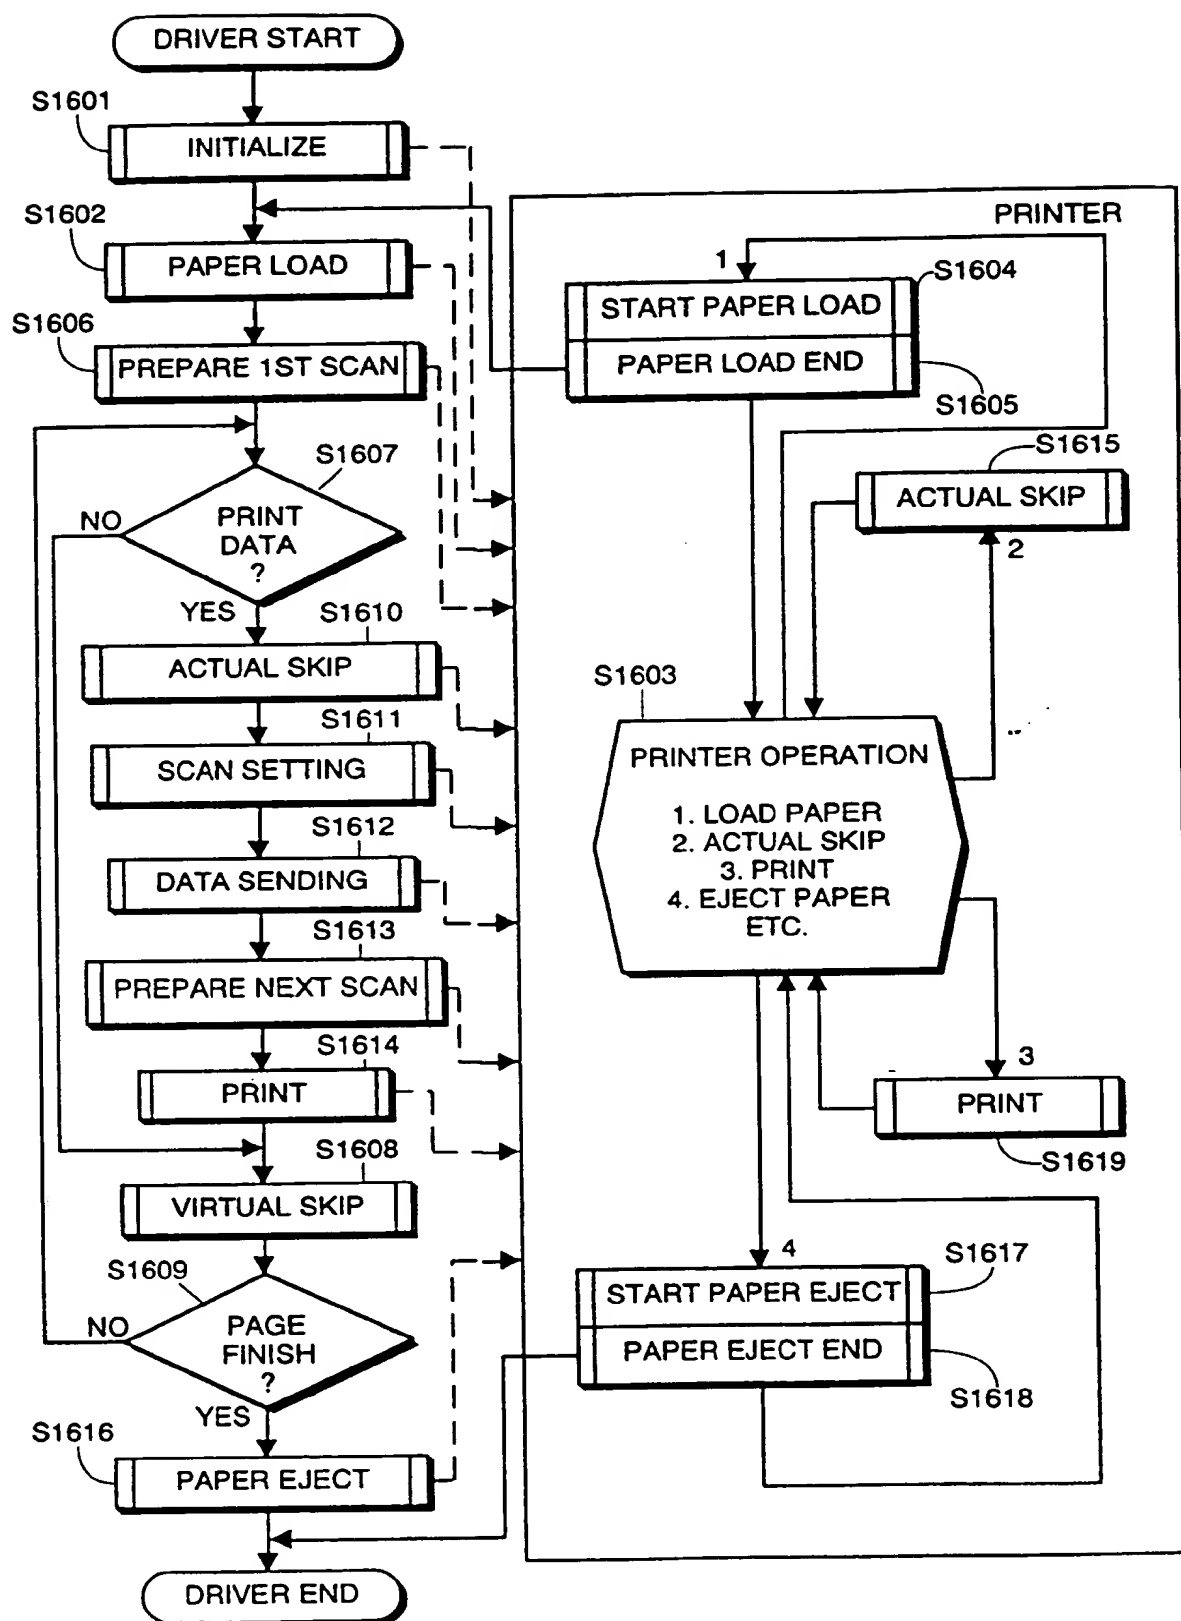 DRIVER START
S1601
INITIALIZE
S1602
PAPER LOAD
S1606
PREPARE 1ST SCAN
S1607
NO
PRINT
DATA
?
YES
S1610
ACTUAL SKIP
S1611
SCAN SETTING
S1612
DATA SENDING
S1613
PREPARE NEXT SCAN
S1614
PRINT
S1608
VIRTUAL SKIP
S1609
NO
PAGE
FINISH
?
YES
S1616
PAPER EJECT
DRIVER END
PRINTER
1
S1604
START PAPER LOAD
PAPER LOAD END
S1605
S1615
ACTUAL SKIP
2
S1603
PRINTER OPERATION
1. LOAD PAPER
2. ACTUAL SKIP
3. PRINT
4. EJECT PAPER
ETC.
3
PRINT
S1619
4
S1617
START PAPER EJECT
PAPER EJECT END
S1618